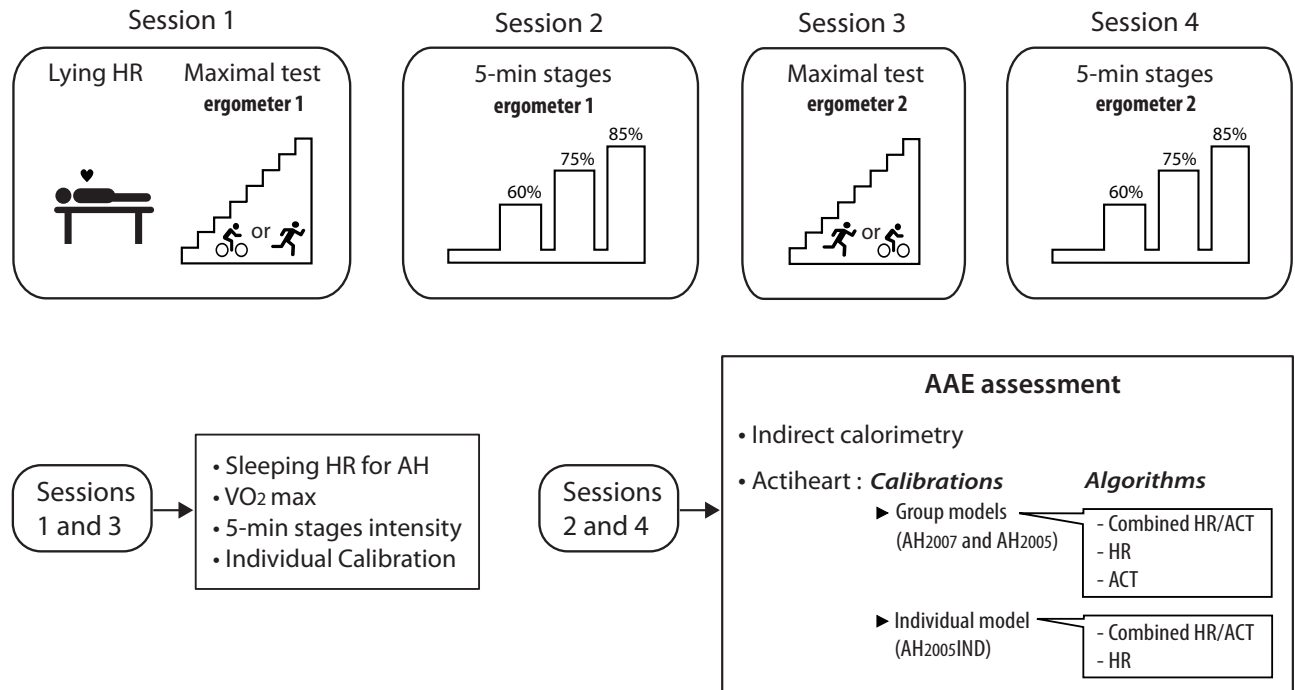 Session 1
Lying HR
Maximal test
ergometer 1
or
Session 2
5-min stages
ergometer 1
60%
75%
85%
Session 3
Maximal test
ergometer 2
or
Session 4
5-min stages
ergometer 2
60%
75%
85%
Sessions
1 and 3
• Sleeping HR for AH
• VO2 max
• 5-min stages intensity
• Individual Calibration
Sessions
2 and 4
AAE assessment
• Indirect calorimetry
• Actiheart : Calibrations
Algorithms
► Group models
(AH2007 and AH2005)
- Combined HR/ACT
- HR
- ACT
► Individual model
(AH2005IND)
- Combined HR/ACT
- HR